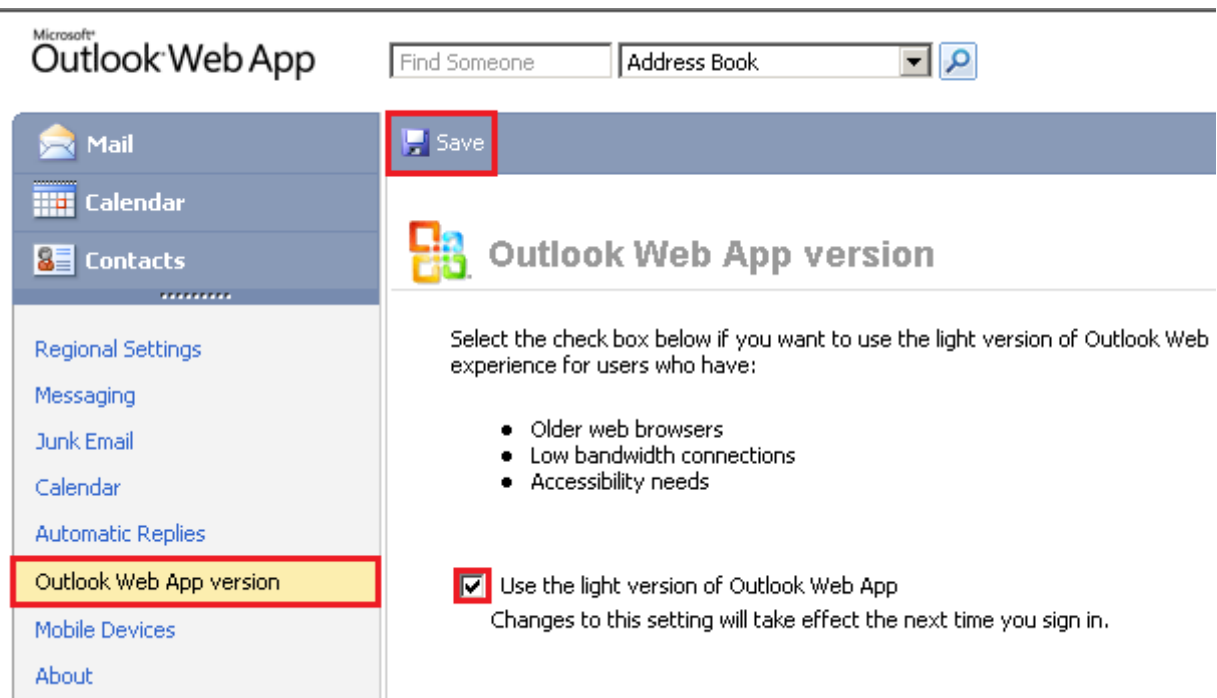 Microsoft®
Outlook Web App
Find Someone
Address Book
Mail
Calendar
Contacts
Save
Outlook Web App version
Regional Settings
Messaging
Junk Email
Calendar
Automatic Replies
Outlook Web App version
Mobile Devices
About
Select the check box below if you want to use the light version of Outlook Web
experience for users who have:
● Older web browsers
● Low bandwidth connections
● Accessibility needs
Use the light version of Outlook Web App
Changes to this setting will take effect the next time you sign in.